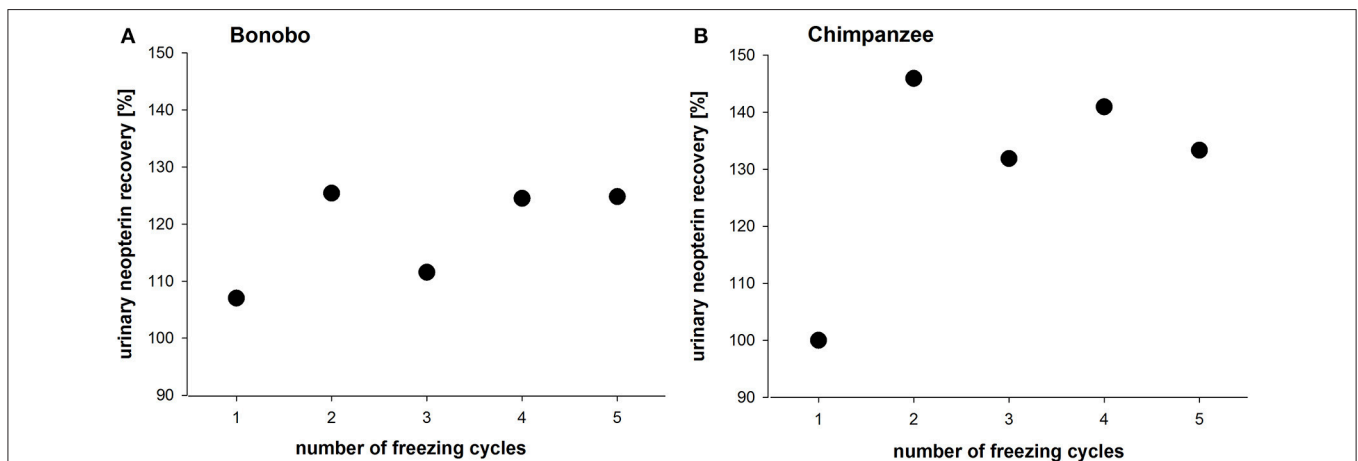 A Bonobo
urinary neopterin recovery [%]
150
140
130
120
110
100
90
1 2 3 4 5
number of freezing cycles
B Chimpanzee
urinary neopterin recovery [%]
150
140
130
120
110
100
90
1 2 3 4 5
number of freezing cycles